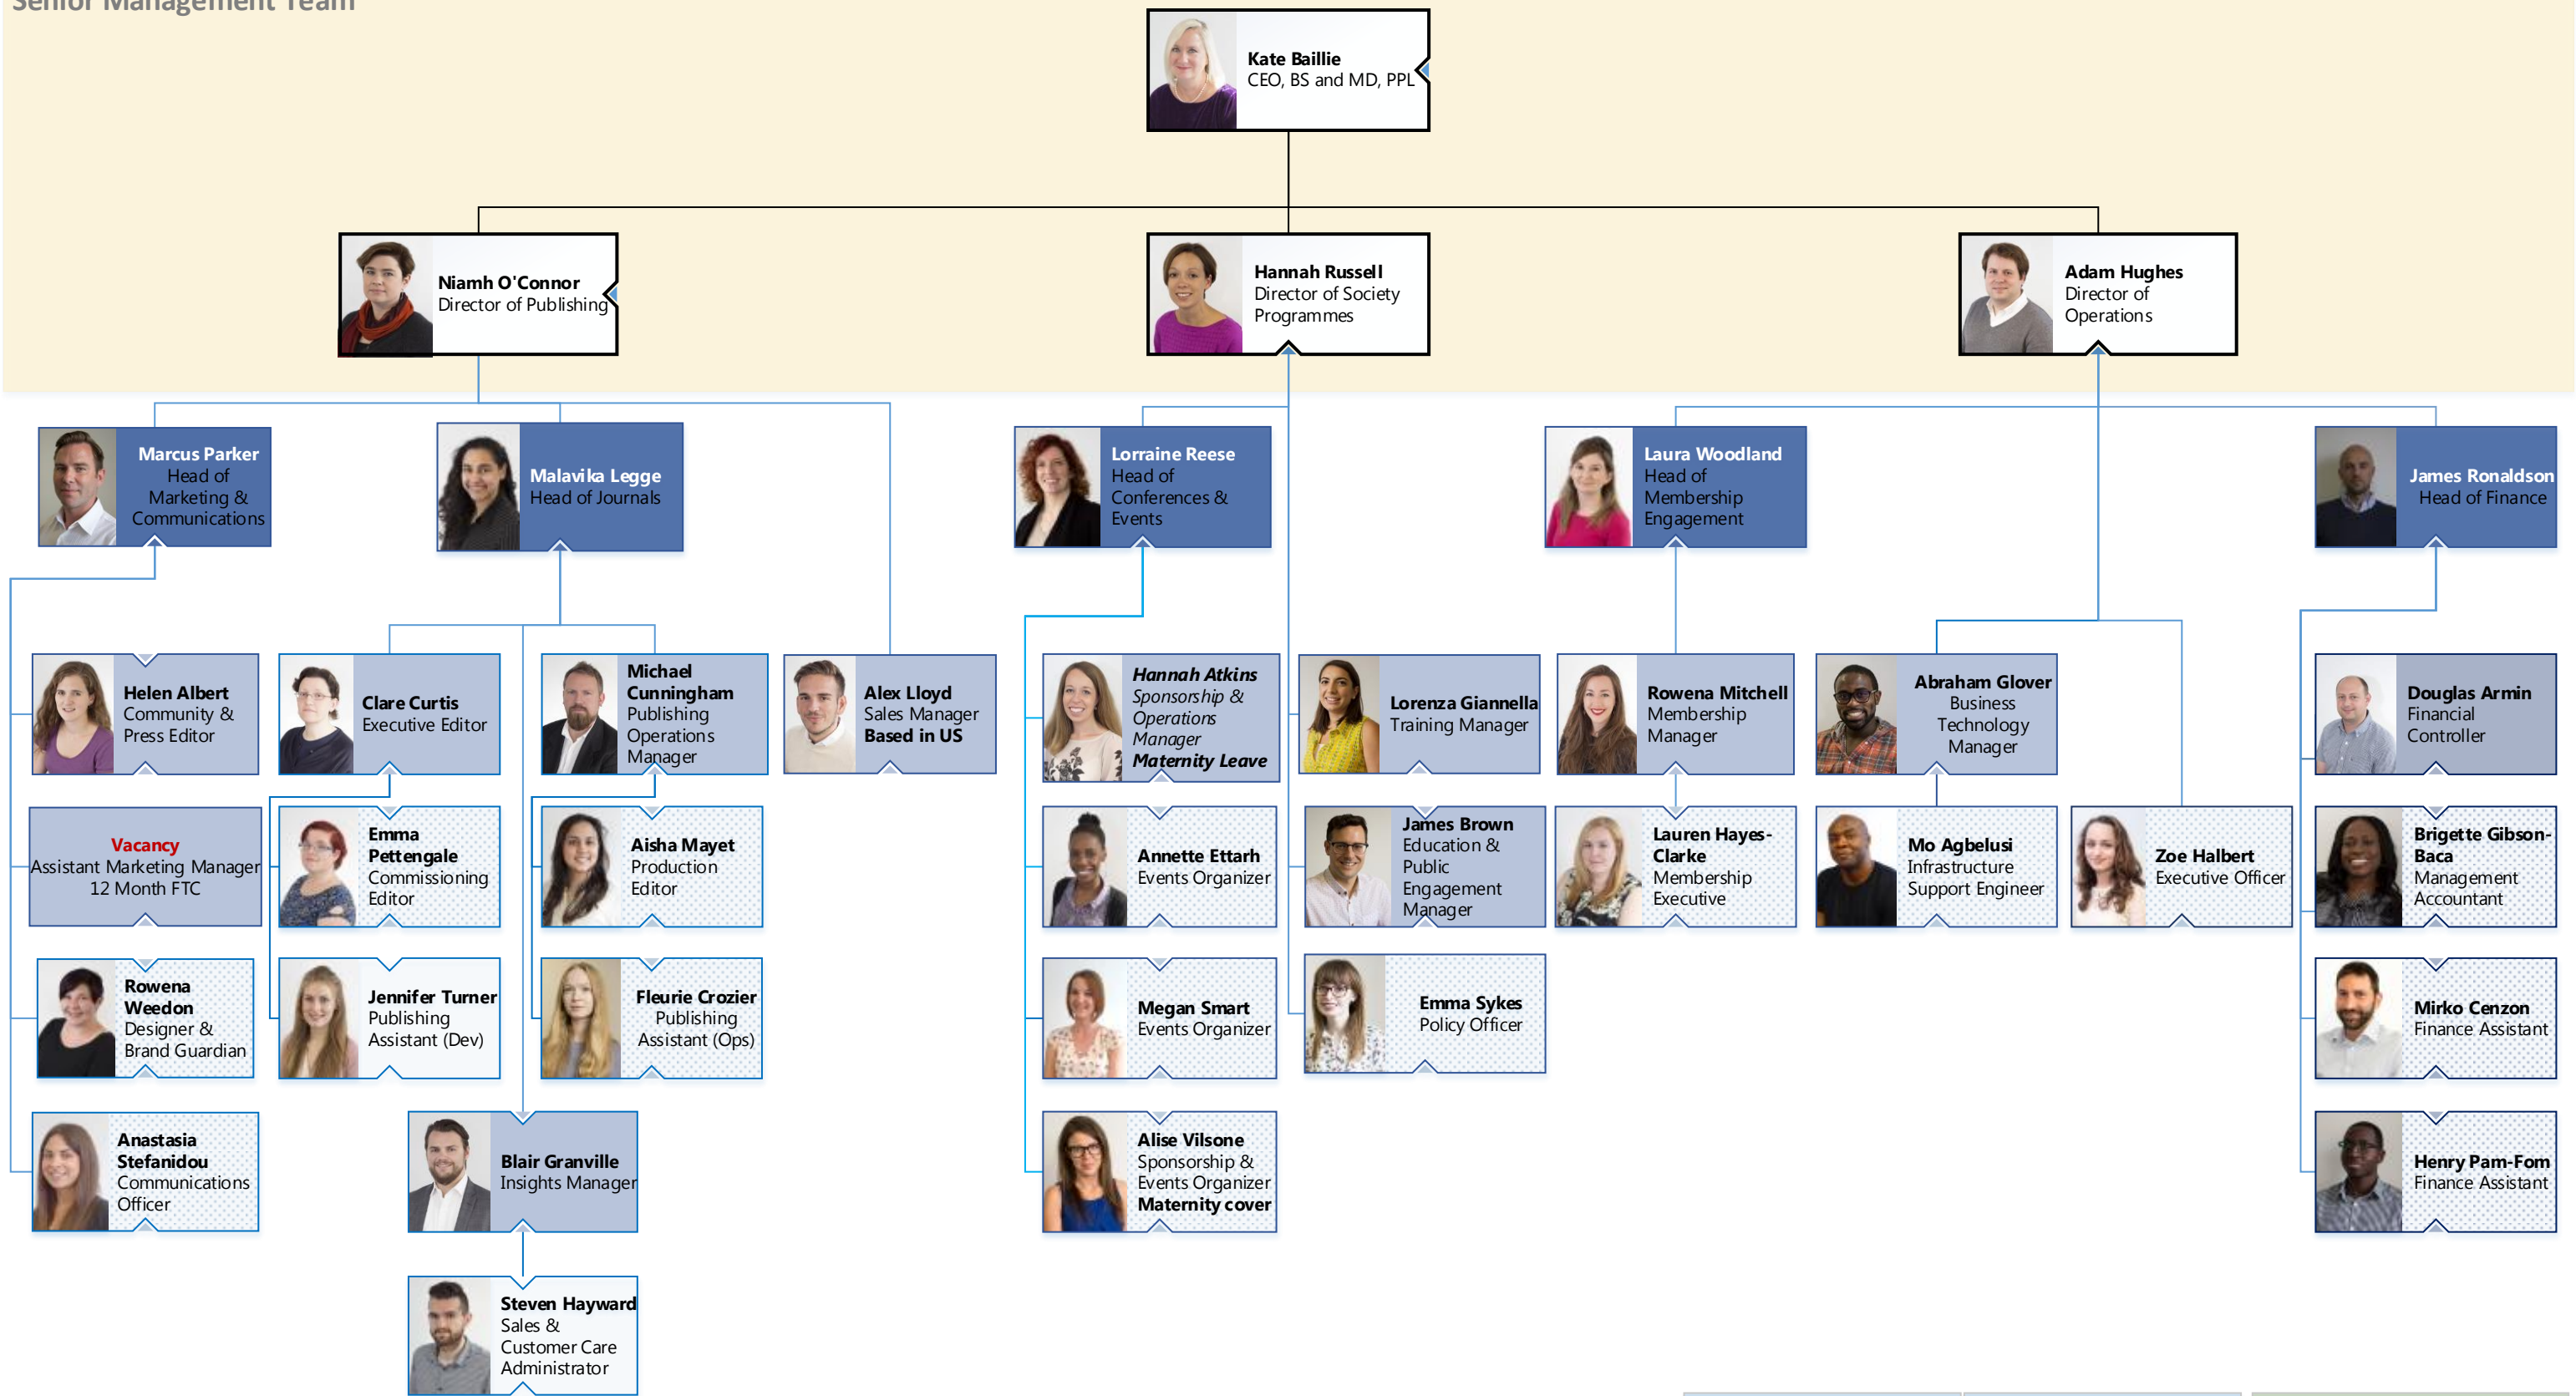 Senior Management Team
Kate Baillie
CEO, BS and MD, PPL
Niamh O'Connor
Director of Publishing
Hannah Russell
Director of Society
Programmes
Adam Hughes
Director of
Operations
Marcus Parker
Head of
Marketing &
Communications
Malavika Legge
Head of Journals
Lorraine Reese
Head of
Conferences &
Events
Laura Woodland
Head of
Membership
Engagement
James Ronaldson
Head of Finance
Helen Albert
Community &
Press Editor
Clare Curtis
Executive Editor
Michael
Cunningham
Publishing
Operations
Manager
Alex Lloyd
Sales Manager
Based in US
Hannah Atkins
Sponsorship &
Operations
Manager
Maternity Leave
Lorenza Giannella
Training Manager
Rowena Mitchell
Membership
Manager
Abraham Glover
Business
Technology
Manager
Douglas Armin
Financial
Controller
Vacancy
Assistant Marketing Manager
12 Month FTC
Emma
Pettengale
Commissioning
Editor
Aisha Mayet
Production
Editor
Annette Ettarh
Events Organizer
James Brown
Education &
Public
Engagement
Manager
Lauren Hayes-
Clarke
Membership
Executive
Mo Agbelusi
Infrastructure
Support Engineer
Zoe Halbert
Executive Officer
Brigette Gibson-
Baca
Management
Accountant
Rowena
Weedon
Designer &
Brand Guardian
Jennifer Turner
Publishing
Assistant (Dev)
Fleurie Crozier
Publishing
Assistant (Ops)
Megan Smart
Events Organizer
Emma Sykes
Policy Officer
Mirko Cenzon
Finance Assistant
Anastasia
Stefanidou
Communications
Officer
Blair Granville
Insights Manager
Alise Vilsone
Sponsorship &
Events Organizer
Maternity cover
Henry Pam-Fom
Finance Assistant
Steven Hayward
Sales &
Customer Care
Administrator